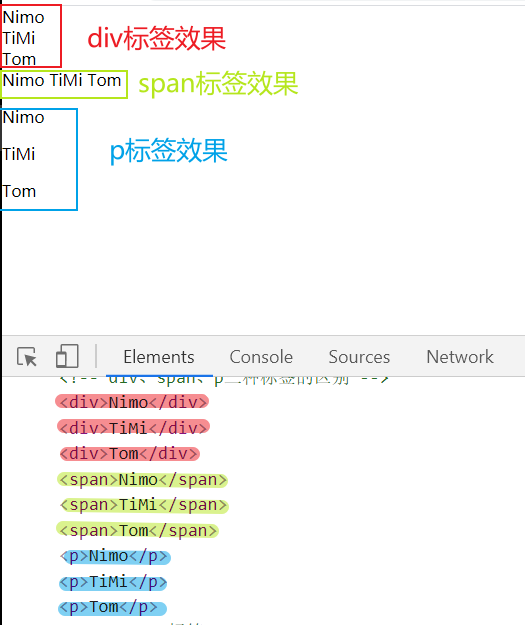 Nimo
TiMi
Tom
div标签效果
Nimo TiMi Tom
span标签效果
Nimo
TiMi
Tom
p标签效果
Elements Console Sources Network
<!-- div、span、p三种标签的区别 -->
<div>Nimo</div>
<div>TiMi</div>
<div>Tom</div>
<span>Nimo</span>
<span>TiMi</span>
<span>Tom</span>
<p>Nimo</p>
<p>TiMi</p>
<p>Tom</p>